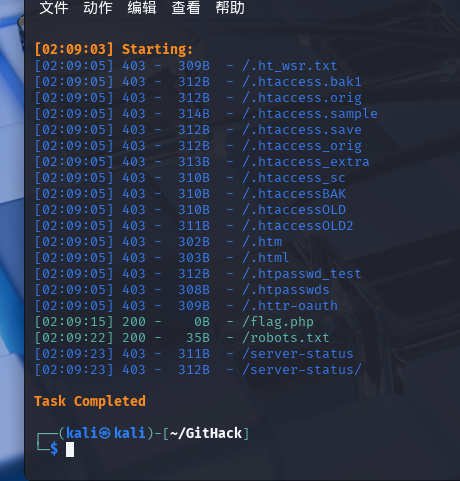 文件 动作 编辑 查看 帮助
[02:09:03] Starting:
[02:09:05] 403 -  309B  - /.ht_wsr.txt
[02:09:05] 403 -  312B  - /.htaccess.bak1
[02:09:05] 403 -  312B  - /.htaccess.orig
[02:09:05] 403 -  314B  - /.htaccess.sample
[02:09:05] 403 -  312B  - /.htaccess.save
[02:09:05] 403 -  312B  - /.htaccess_orig
[02:09:05] 403 -  313B  - /.htaccess_extra
[02:09:05] 403 -  310B  - /.htaccess_sc
[02:09:05] 403 -  310B  - /.htaccessBAK
[02:09:05] 403 -  310B  - /.htaccessOLD
[02:09:05] 403 -  311B  - /.htaccessOLD2
[02:09:05] 403 -  302B  - /.htm
[02:09:05] 403 -  303B  - /.html
[02:09:05] 403 -  312B  - /.htpasswd_test
[02:09:05] 403 -  308B  - /.htpasswds
[02:09:05] 403 -  309B  - /.httr-oauth
[02:09:15] 200 -    0B  - /flag.php
[02:09:22] 200 -   35B  - /robots.txt
[02:09:23] 403 -  311B  - /server-status
[02:09:23] 403 -  312B  - /server-status/
Task Completed
┌──(kali㉿kali)-[~/GitHack]
└─$